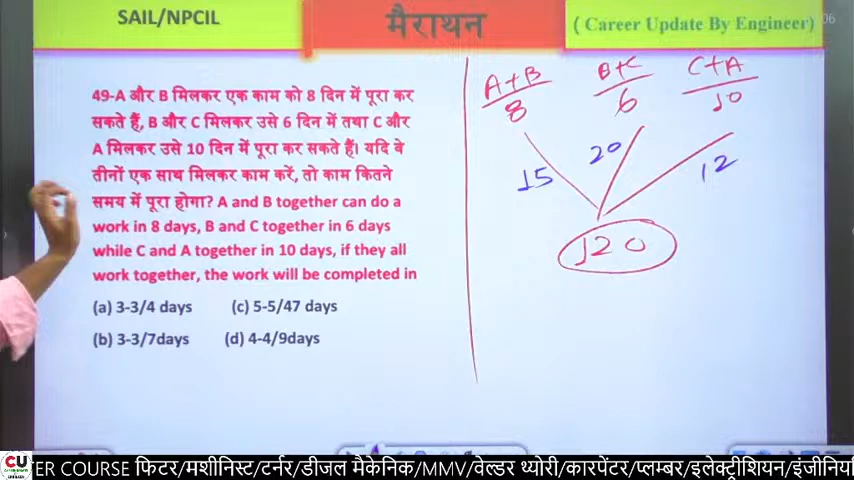 SAIL/NPCIL
मैराथन
( Career Update By Engineer)
06
49-A और B मिलकर एक काम को 8 दिन में पूरा कर
सकते हैं, B और C मिलकर उसे 6 दिन में तथा C और
A मिलकर उसे 10 दिन में पूरा कर सकते हैं। यदि वे
तीनों एक साथ मिलकर काम करें, तो काम कितने
समय में पूरा होगा? A and B together can do a
work in 8 days, B and C together in 6 days
while C and A together in 10 days, if they all
work together, the work will be completed in
(a) 3-3/4 days (c) 5-5/47 days
(b) 3-3/7days (d) 4-4/9days
A+B B+C C+A
8 6 10
15 20 12
120
CU
ER COURSE फिटर/मशीनिस्ट/टर्नर/डीजल मैकेनिक/MMV/वेल्डर थ्योरी/कारपेंटर/प्लम्बर/इलेक्ट्रीशियन/इंजीनिय